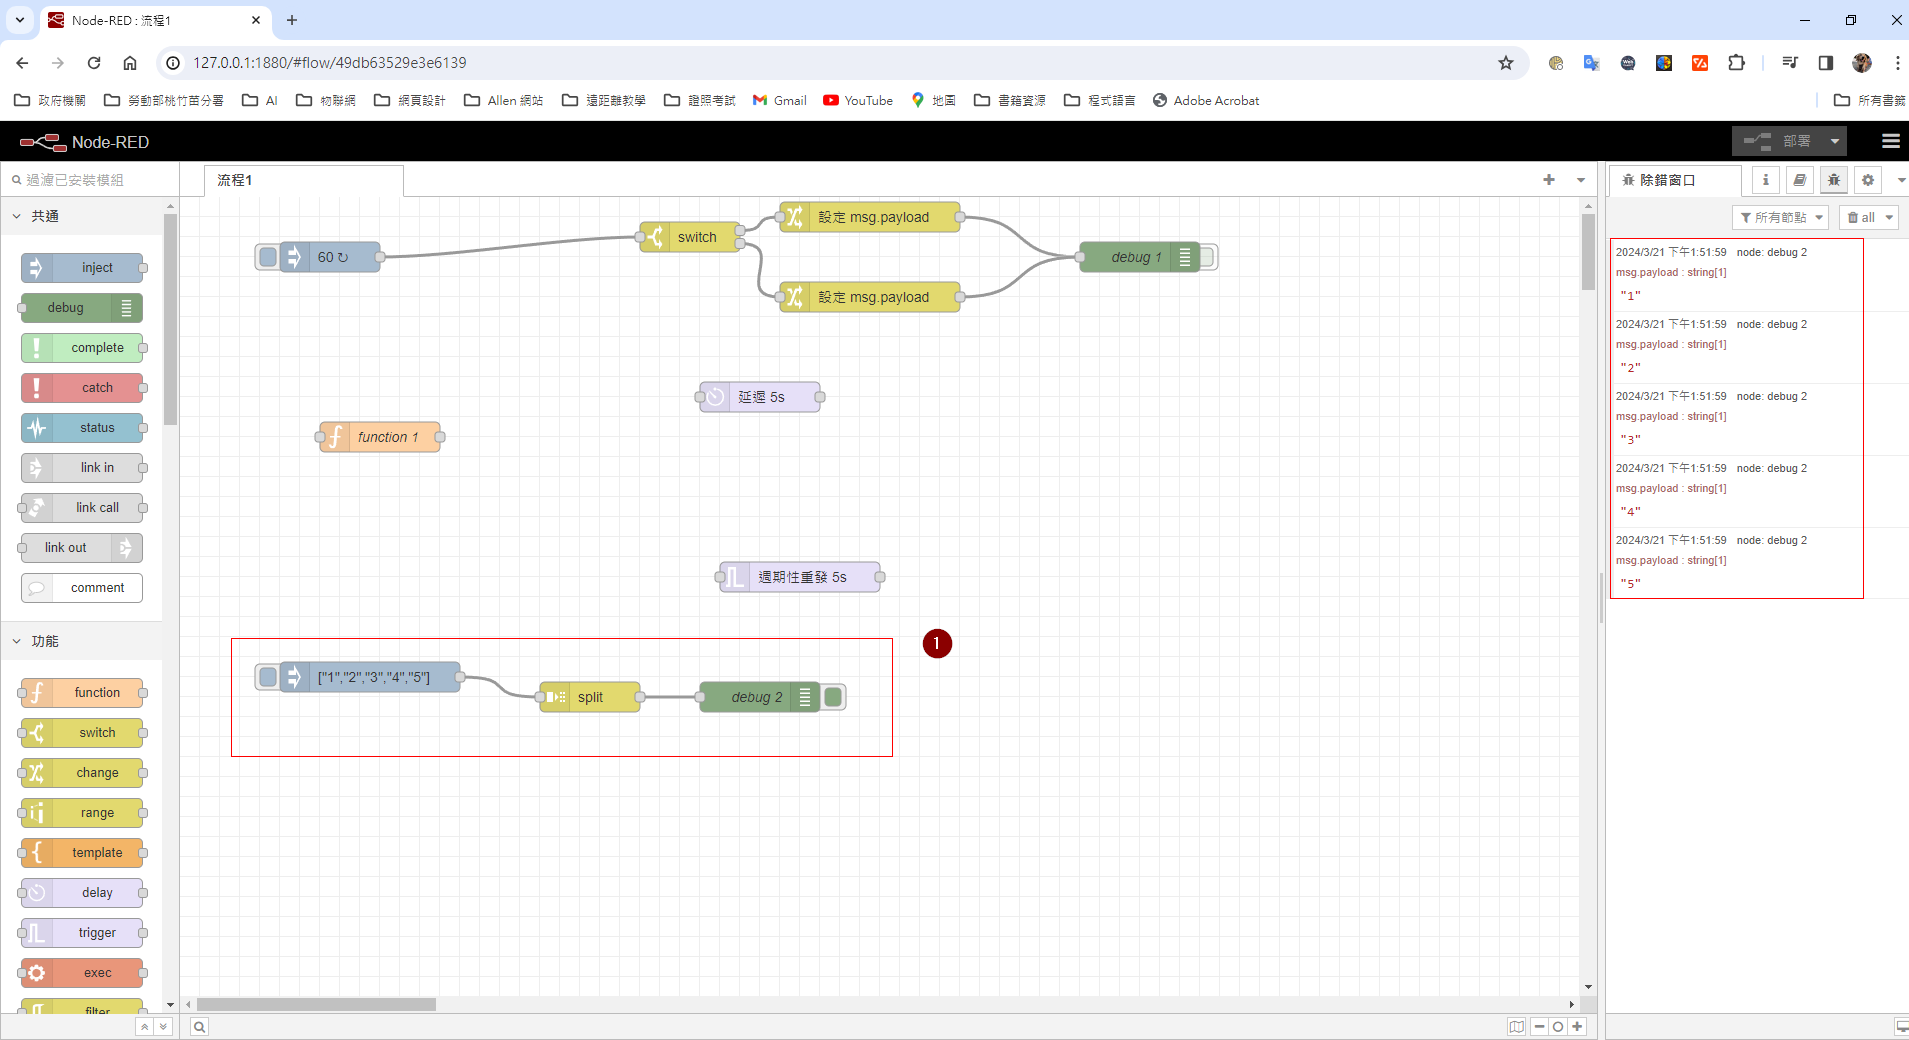 Node-RED : 流程1
127.0.0.1:1880/#flow/49db63529e3e6139
政府機關 勞動部桃竹苗分署 AI 物聯網 網頁設計 Allen 網站 遠距離教學 證照考試 Gmail YouTube 地圖 書籍資源 程式語言 Adobe Acrobat 所有書籤
Node-RED 部署
過濾已安裝模組
共通
inject
debug
complete
catch
status
link in
link call
link out
comment
功能
function
switch
change
range
template
delay
trigger
exec
filter
流程1
60 ↻
switch
設定 msg.payload
設定 msg.payload
debug 1
延遲 5s
function 1
週期性重發 5s
1
["1","2","3","4","5"]
split
debug 2
除錯窗口
所有節點 all
2024/3/21 下午1:51:59 node: debug 2
msg.payload : string[1]
"1"
2024/3/21 下午1:51:59 node: debug 2
msg.payload : string[1]
"2"
2024/3/21 下午1:51:59 node: debug 2
msg.payload : string[1]
"3"
2024/3/21 下午1:51:59 node: debug 2
msg.payload : string[1]
"4"
2024/3/21 下午1:51:59 node: debug 2
msg.payload : string[1]
"5"